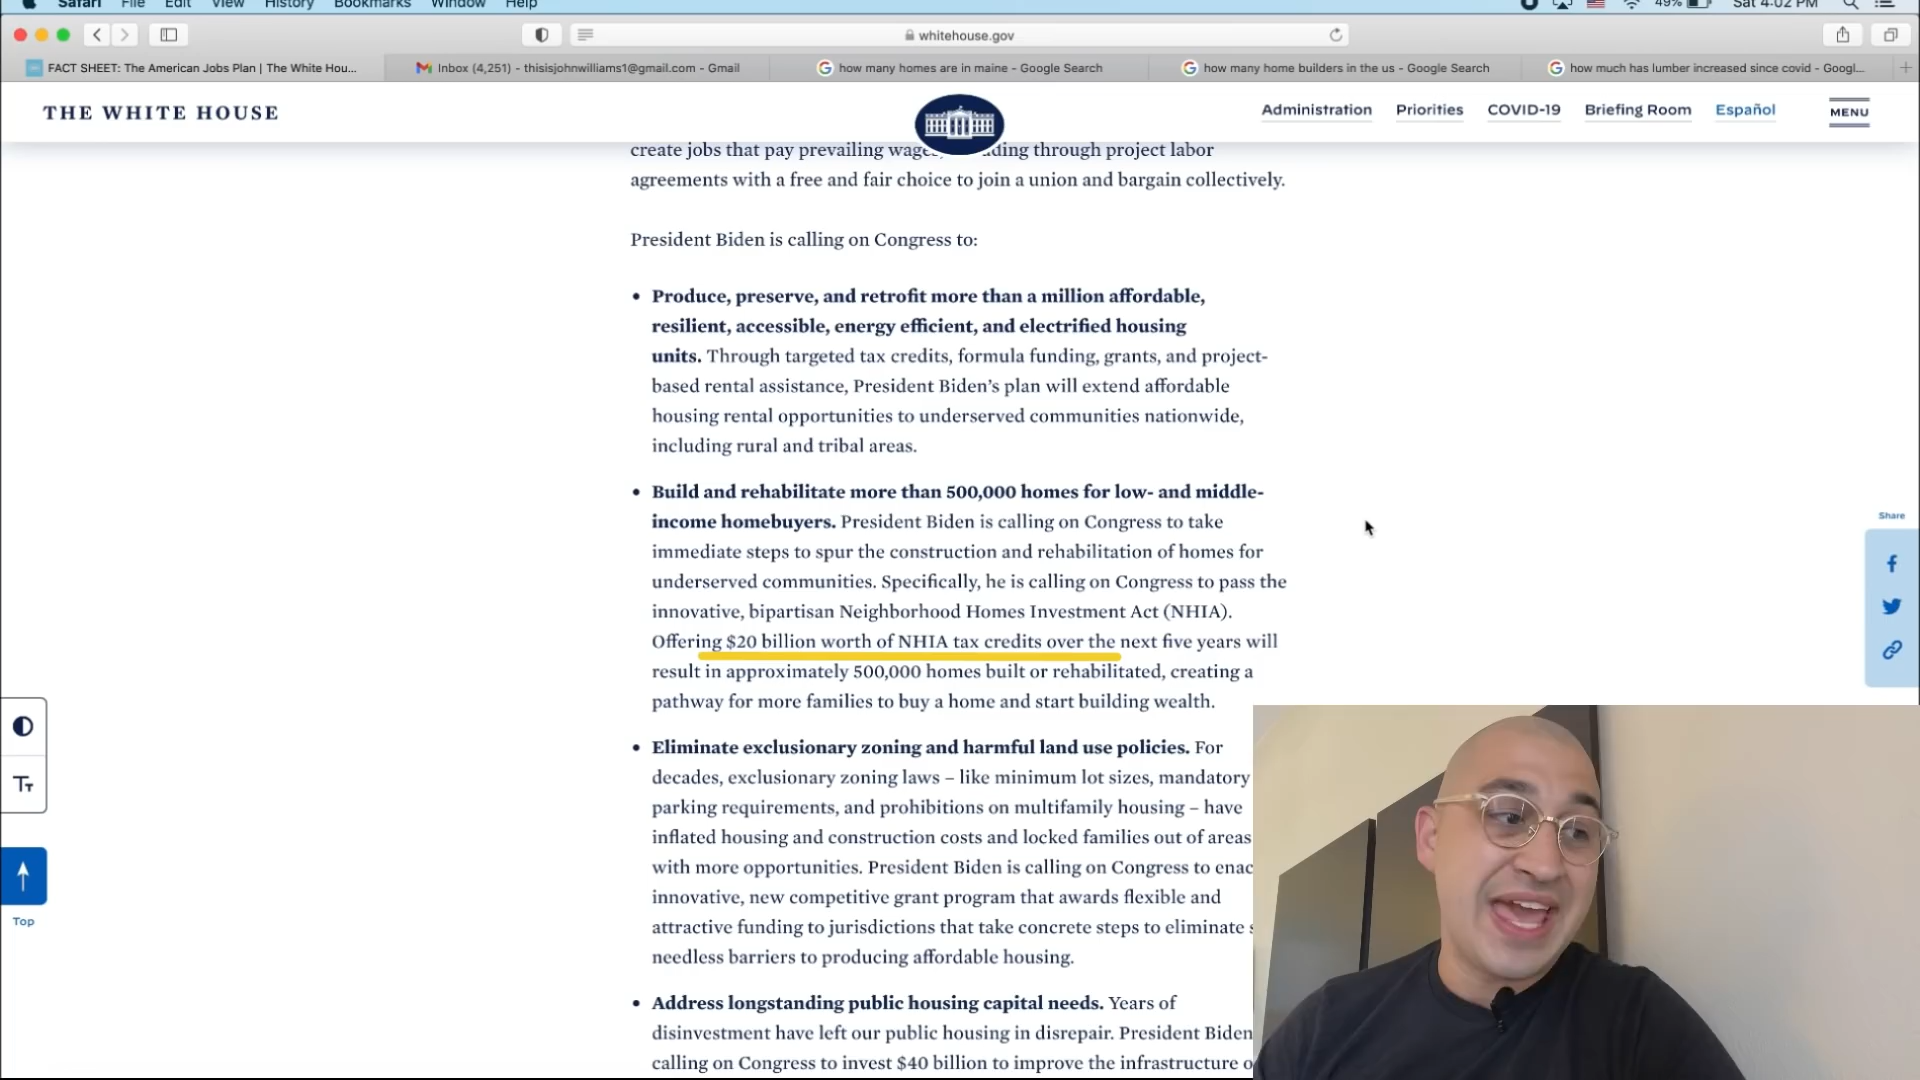 Safari File Edit View History Bookmarks Window Help 49% Sat 4:02 PM
whitehouse.gov
FACT SHEET: The American Jobs Plan | The White Hou...
Inbox (4,251) - thisisjohnwilliams1@gmail.com - Gmail
how many homes are in maine - Google Search
how many home builders in the us - Google Search
how much has lumber increased since covid - Googl...
THE WHITE HOUSE
Administration Priorities COVID-19 Briefing Room Español MENU
create jobs that pay prevailing through project labor
agreements with a free and fair choice to join a union and bargain collectively.
President Biden is calling on Congress to:
• Produce, preserve, and retrofit more than a million affordable,
resilient, accessible, energy efficient, and electrified housing
units. Through targeted tax credits, formula funding, grants, and project-
based rental assistance, President Biden's plan will extend affordable
housing rental opportunities to underserved communities nationwide,
including rural and tribal areas.
• Build and rehabilitate more than 500,000 homes for low- and middle-
income homebuyers. President Biden is calling on Congress to take
immediate steps to spur the construction and rehabilitation of homes for
underserved communities. Specifically, he is calling on Congress to pass the
innovative, bipartisan Neighborhood Homes Investment Act (NHIA).
Offering $20 billion worth of NHIA tax credits over the next five years will
result in approximately 500,000 homes built or rehabilitated, creating a
pathway for more families to buy a home and start building wealth.
• Eliminate exclusionary zoning and harmful land use policies. For
decades, exclusionary zoning laws – like minimum lot sizes, mandatory
parking requirements, and prohibitions on multifamily housing – have
inflated housing and construction costs and locked families out of areas
with more opportunities. President Biden is calling on Congress to enac
innovative, new competitive grant program that awards flexible and
attractive funding to jurisdictions that take concrete steps to eliminate s
needless barriers to producing affordable housing.
• Address longstanding public housing capital needs. Years of
disinvestment have left our public housing in disrepair. President Biden
calling on Congress to invest $40 billion to improve the infrastructure o
Share
Tт
Top